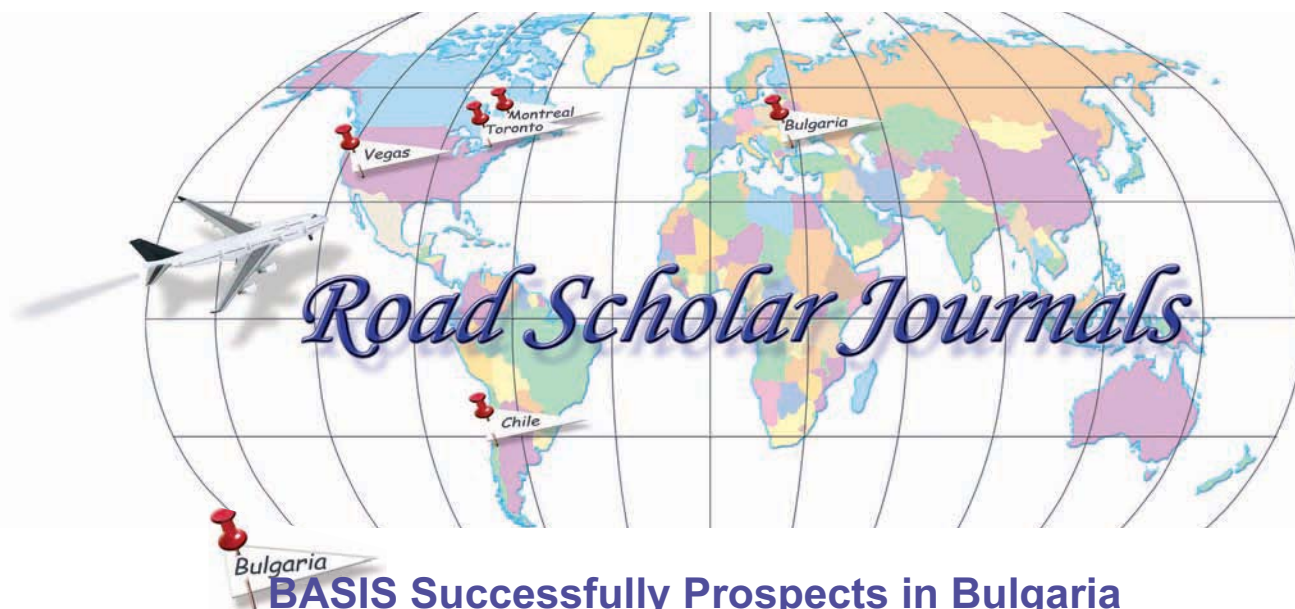 Montreal
Toronto
Vegas
Bulgaria
Road Scholar Journals
Chile
Bulgaria
BASIS Successfully Prospects in Bulgaria